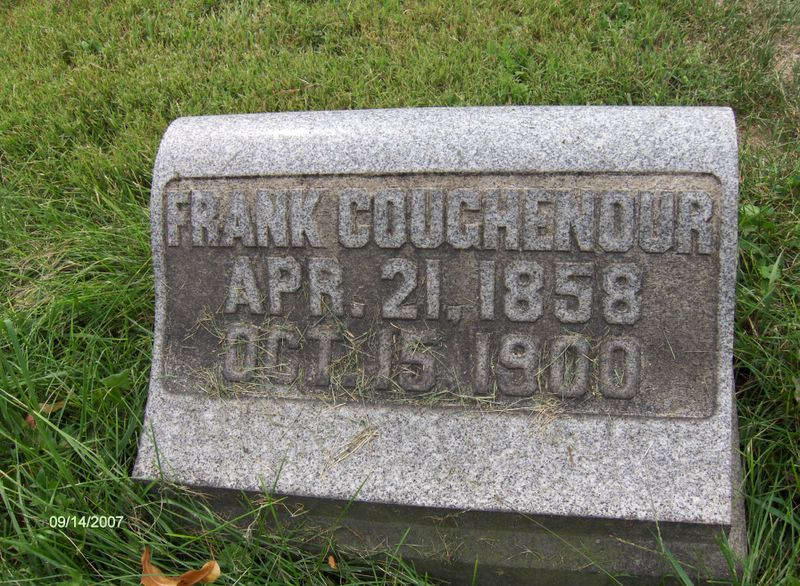 FRANK COUGHENOUR
APR. 21, 1858
OCT. 15 1900
09/14/2007